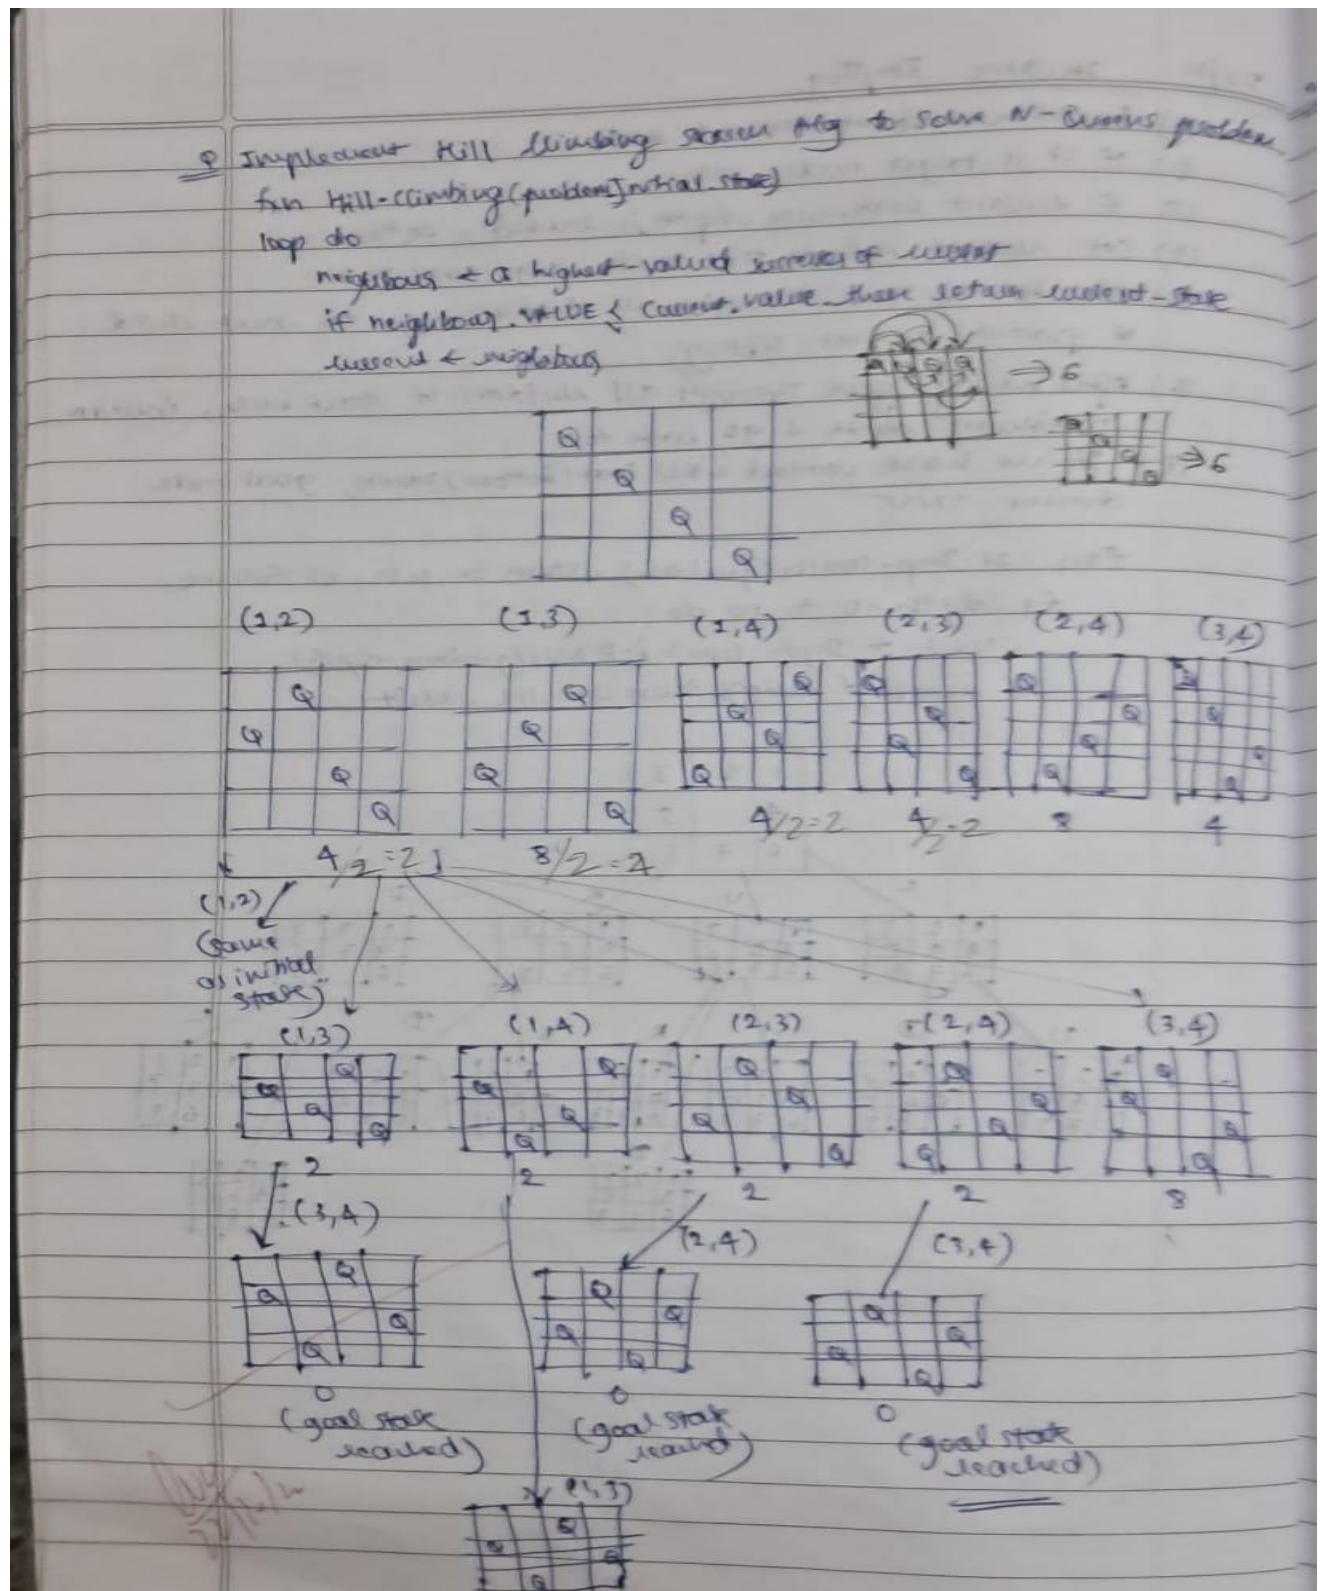 Q Implement Hill Climbing search Alg to solve N-Queens problem
fxn Hill-climbing (problem Initial state)
loop do
neighbour ← a highest-valued successor of current
if neighbour.VALUE ≤ Current.value then return current-state
current ← neighbour
Q Q Q Q ⇒ 6
Q
Q
Q
Q ⇒ 6
Q
Q
Q
Q
(1,2) (1,3) (1,4) (2,3) (2,4) (3,4)
Q Q Q Q Q
Q Q Q Q Q Q
Q Q Q Q Q Q
Q Q Q Q Q Q
4/2=2 8/2=4 4/2=2 4/2=2 8 4
(1,2)
(same
as initial
state)
(1,3) (1,4) (2,3) (2,4) (3,4)
Q Q Q Q Q
Q Q Q Q Q
Q Q Q Q Q
Q Q Q Q Q
2 2 2 2 8
(3,4) (2,4) (3,4)
Q Q Q
Q Q Q
Q Q Q
Q Q Q
0 0 0
(goal state (goal state (goal state
reached) reached) reached)
(1,3)
Q
Q
Q
Q